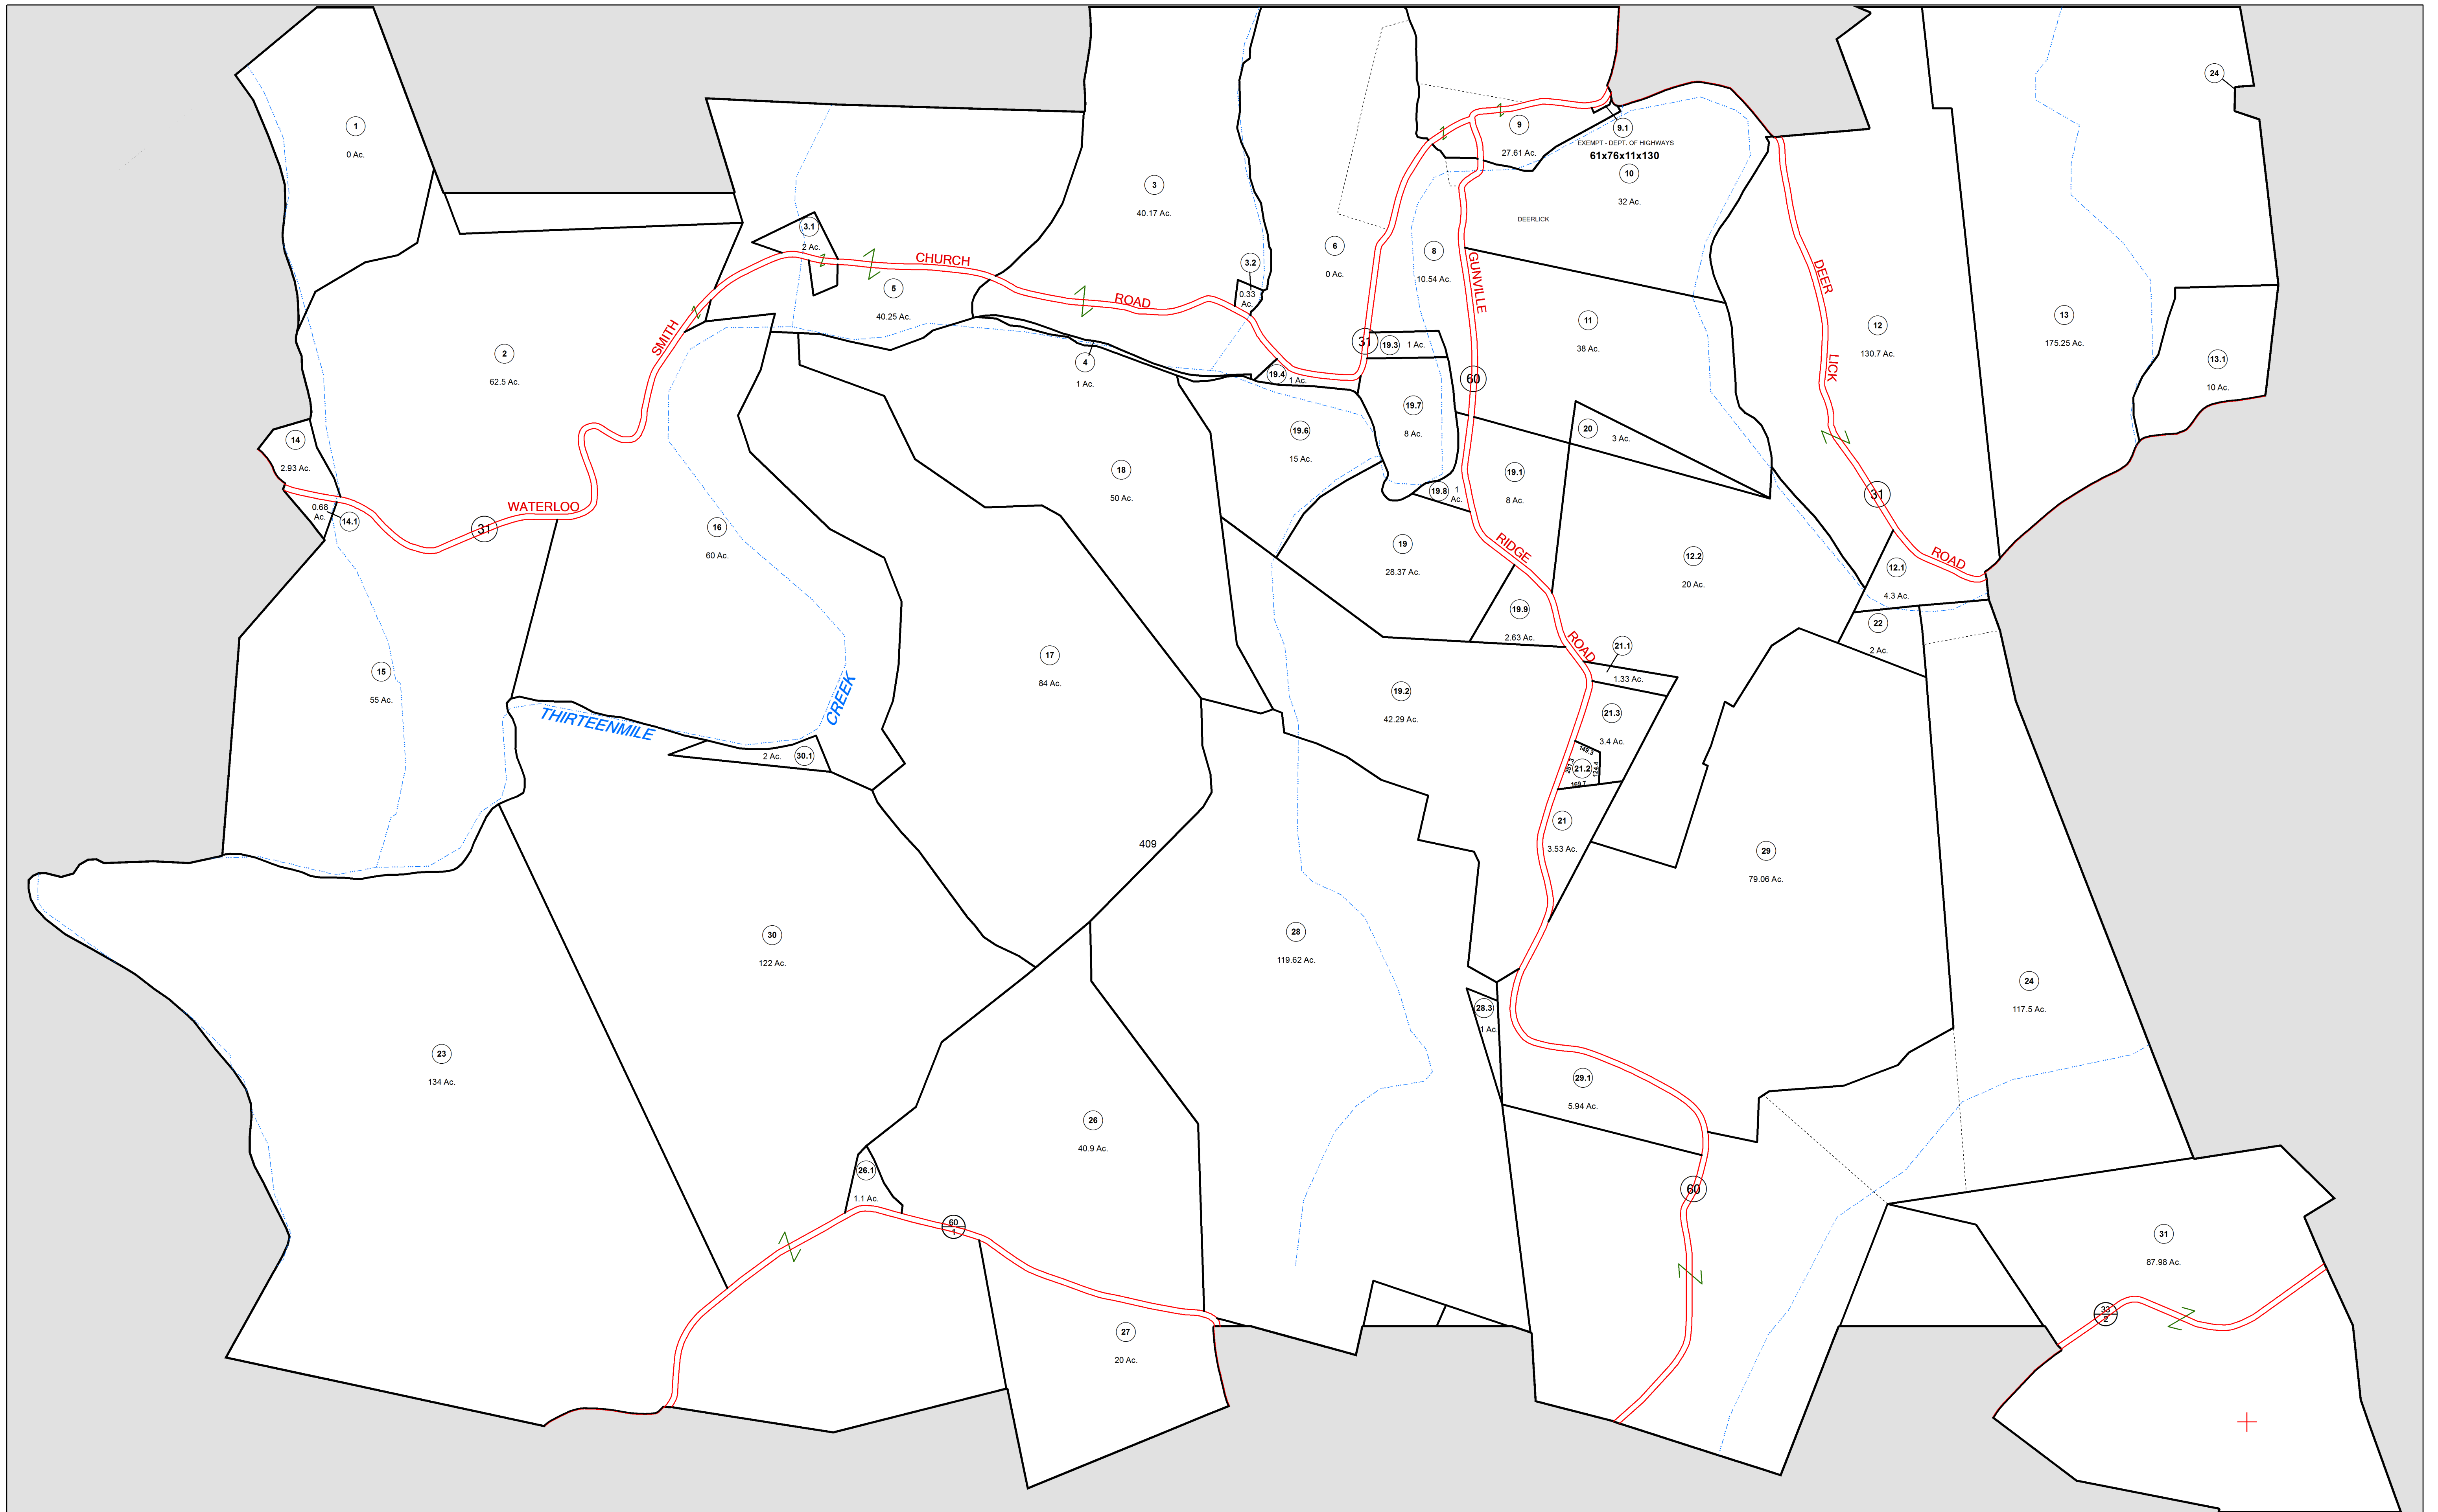 24
1
0 Ac.
9
27.61 Ac.
9.1
EXEMPT - DEPT. OF HIGHWAYS
61x76x11x130
10
32 Ac.
DEERLICK
3
40.17 Ac.
3.1
2 Ac.
CHURCH
ROAD
5
40.25 Ac.
3.2
0.33
Ac.
6
0 Ac.
8
10.54 Ac.
GUNVILLE
DEER
LICK
11
38 Ac.
12
130.7 Ac.
13
175.25 Ac.
13.1
10 Ac.
2
62.5 Ac.
SMITH
4
1 Ac.
31
19.3
1 Ac.
19.4
1 Ac.
60
19.7
8 Ac.
19.6
15 Ac.
20
3 Ac.
14
2.93 Ac.
0.68
Ac.
14.1
WATERLOO
31
18
50 Ac.
19.1
8 Ac.
19.8
1
Ac.
31
16
60 Ac.
19
28.37 Ac.
RIDGE
12.2
20 Ac.
ROAD
12.1
4.3 Ac.
19.9
2.63 Ac.
ROAD
22
2 Ac.
21.1
1.33 Ac.
15
55 Ac.
17
84 Ac.
19.2
42.29 Ac.
21.3
3.4 Ac.
THIRTEENMILE
CREEK
2 Ac.
30.1
149.3
21.2
124.4
169.7
21
3.53 Ac.
409
29
79.06 Ac.
30
122 Ac.
28
119.62 Ac.
24
117.5 Ac.
28.3
1 Ac.
23
134 Ac.
29.1
5.94 Ac.
26
40.9 Ac.
26.1
1.1 Ac.
60
1
60
31
87.98 Ac.
33
2
27
20 Ac.